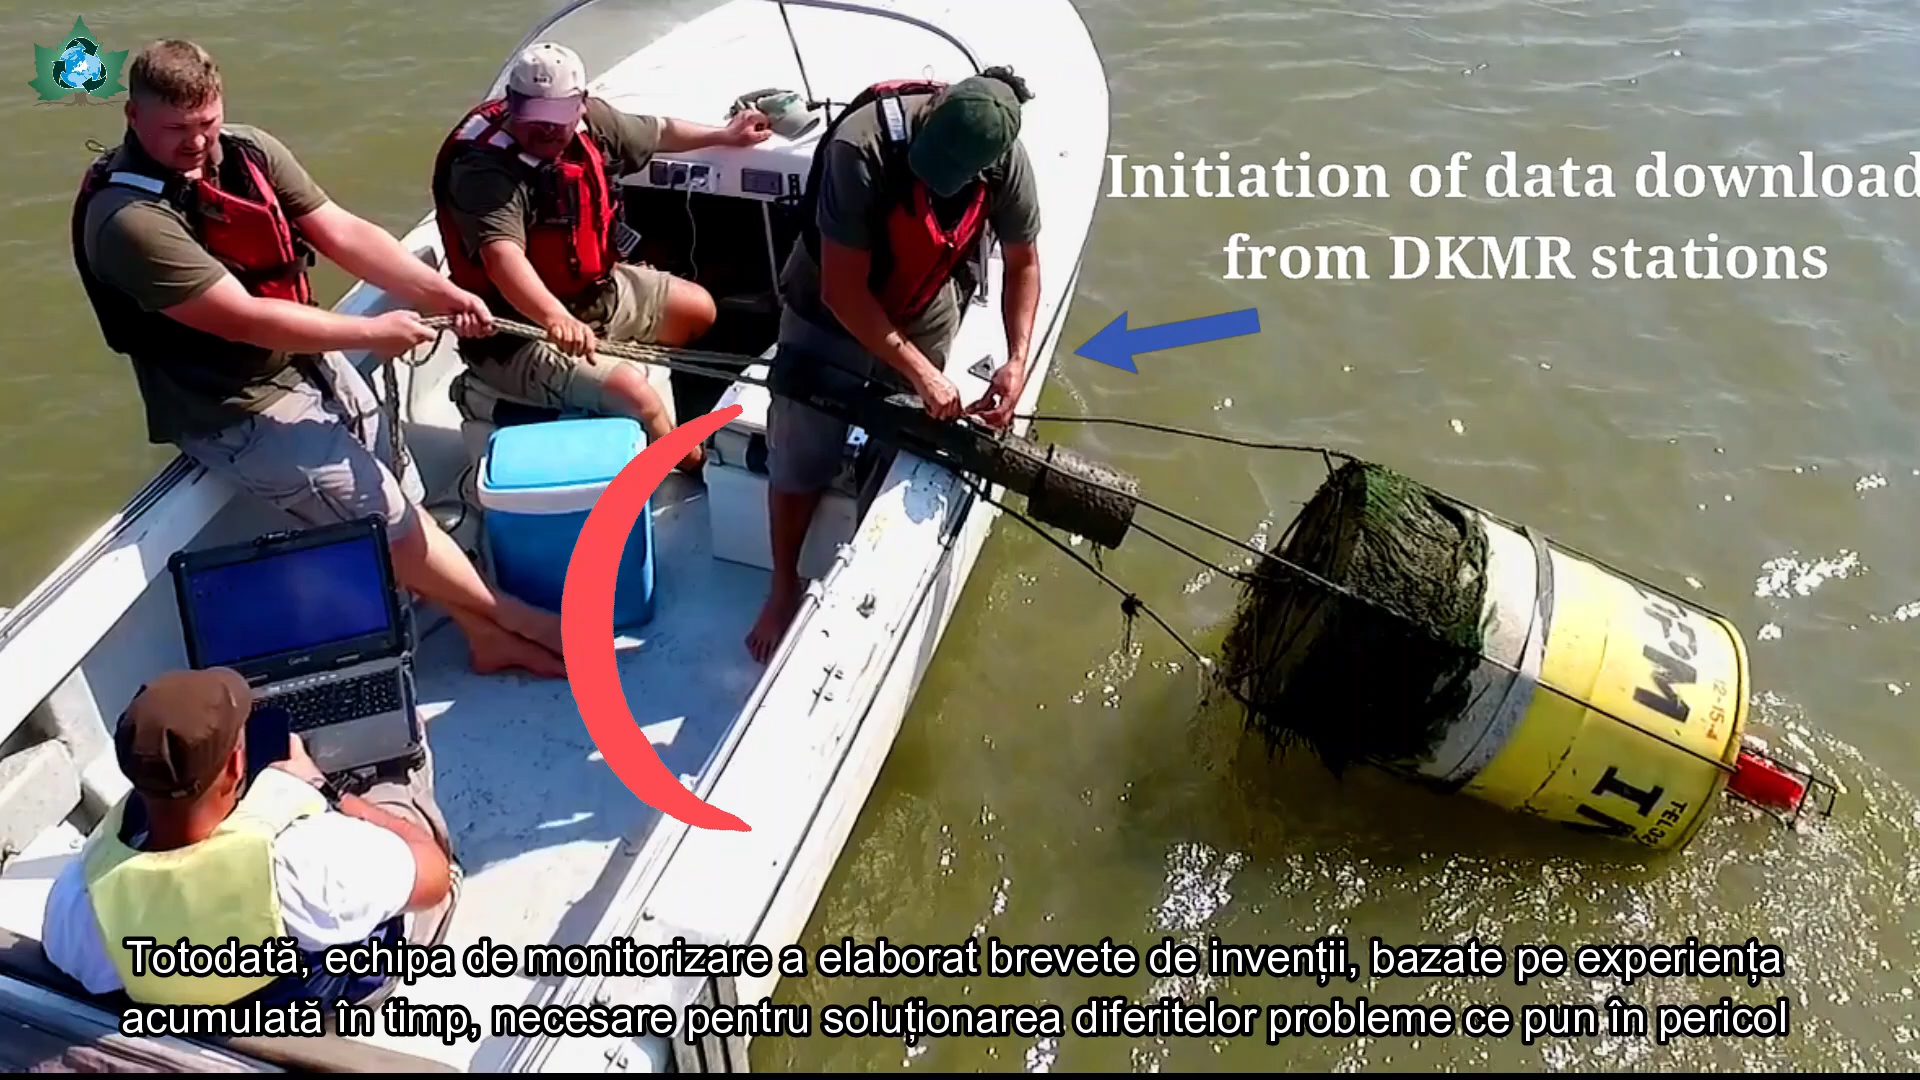 Initiation of data download
from DKMR stations
Totodată, echipa de monitorizare a elaborat brevete de invenții, bazate pe experiența
acumulată în timp, necesare pentru soluționarea diferitelor probleme ce pun în pericol